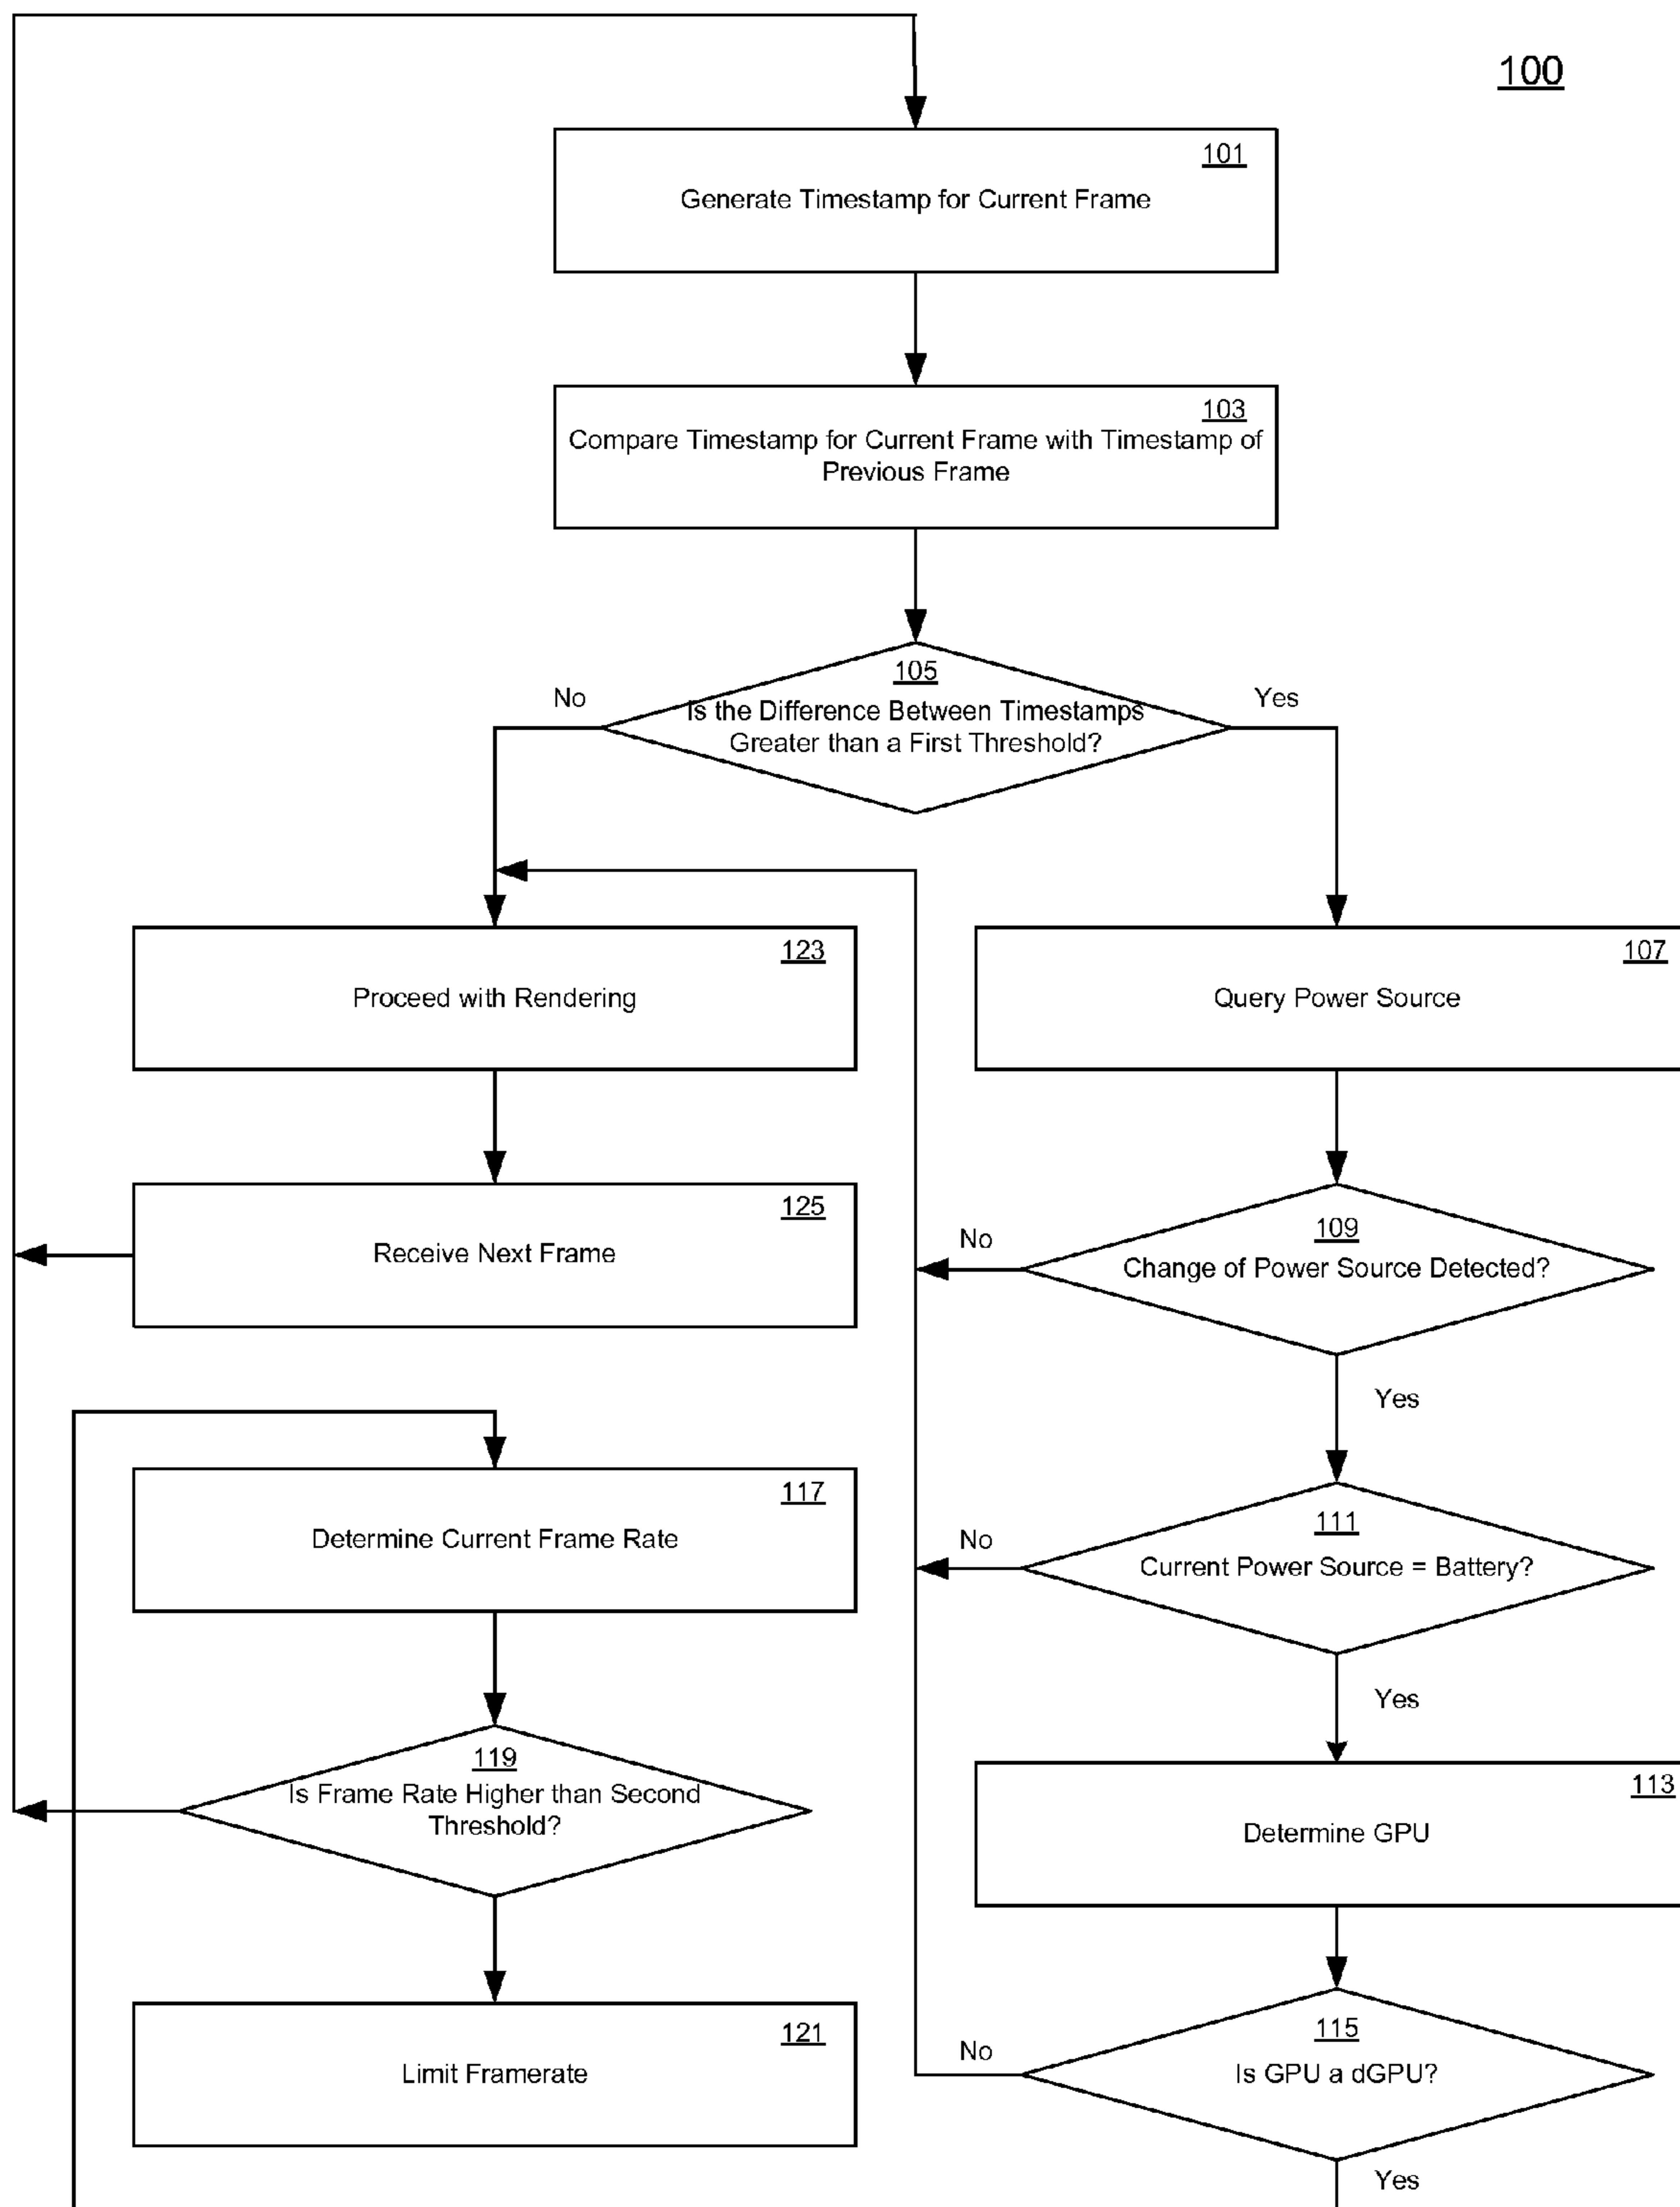 100
101
Generate Timestamp for Current Frame
103
Compare Timestamp for Current Frame with Timestamp of
Previous Frame
105
Is the Difference Between Timestamps
Greater than a First Threshold?
No
Yes
123
Proceed with Rendering
107
Query Power Source
125
Receive Next Frame
109
Change of Power Source Detected?
No
Yes
117
Determine Current Frame Rate
111
Current Power Source = Battery?
No
Yes
119
Is Frame Rate Higher than Second
Threshold?
113
Determine GPU
121
Limit Framerate
115
Is GPU a dGPU?
No
Yes